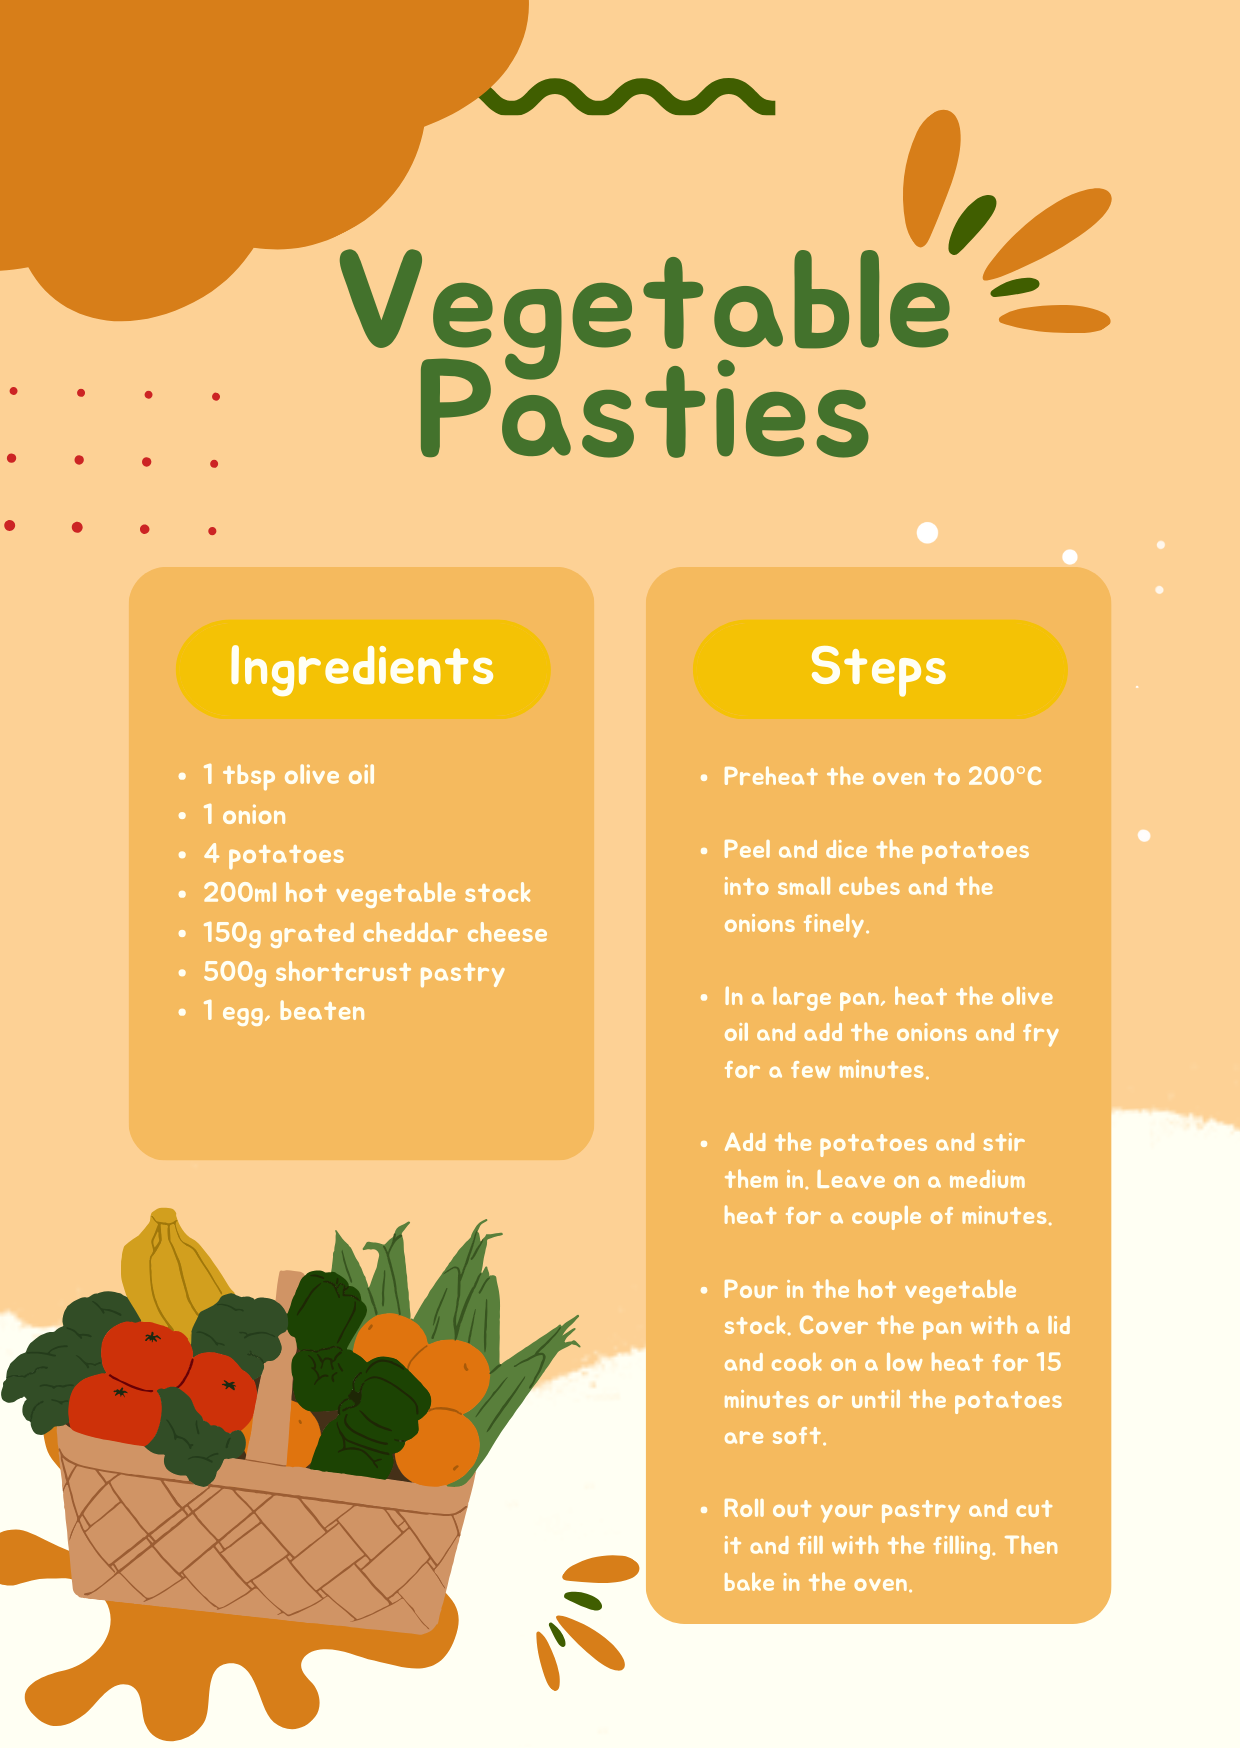 Vegetable
Pasties
Ingredients
• 1 tbsp olive oil
• 1 onion
• 4 potatoes
• 200ml hot vegetable stock
• 150g grated cheddar cheese
• 500g shortcrust pastry
• 1 egg, beaten
Steps
• Preheat the oven to 200°C
• Peel and dice the potatoes
into small cubes and the
onions finely.
• In a large pan, heat the olive
oil and add the onions and fry
for a few minutes.
• Add the potatoes and stir
them in. Leave on a medium
heat for a couple of minutes.
• Pour in the hot vegetable
stock. Cover the pan with a lid
and cook on a low heat for 15
minutes or until the potatoes
are soft.
• Roll out your pastry and cut
it and fill with the filling. Then
bake in the oven.